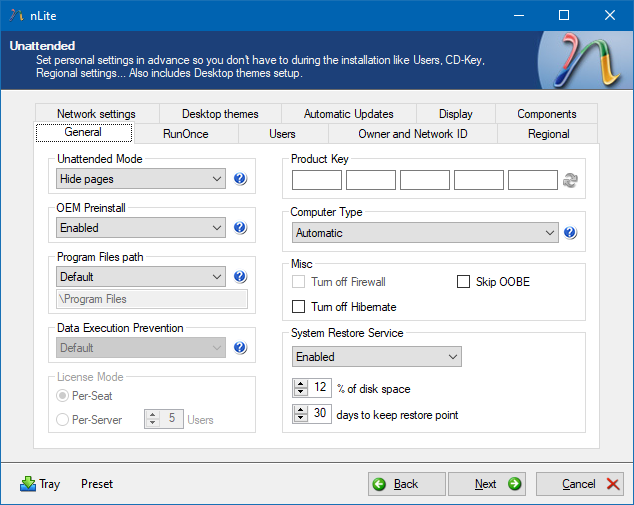 nLite
Unattended
Set personal settings in advance so you don't have to during the installation like Users, CD-Key,
Regional settings... Also includes Desktop themes setup.
Network settings Desktop themes Automatic Updates Display Components
General RunOnce Users Owner and Network ID Regional
Unattended Mode
Hide pages
OEM Preinstall
Enabled
Program Files path
Default
\Program Files
Data Execution Prevention
Default
License Mode
Per-Seat
Per-Server 5 Users
Product Key
Computer Type
Automatic
Misc
Turn off Firewall Skip OOBE
Turn off Hibernate
System Restore Service
Enabled
12 % of disk space
30 days to keep restore point
Tray Preset Back Next Cancel